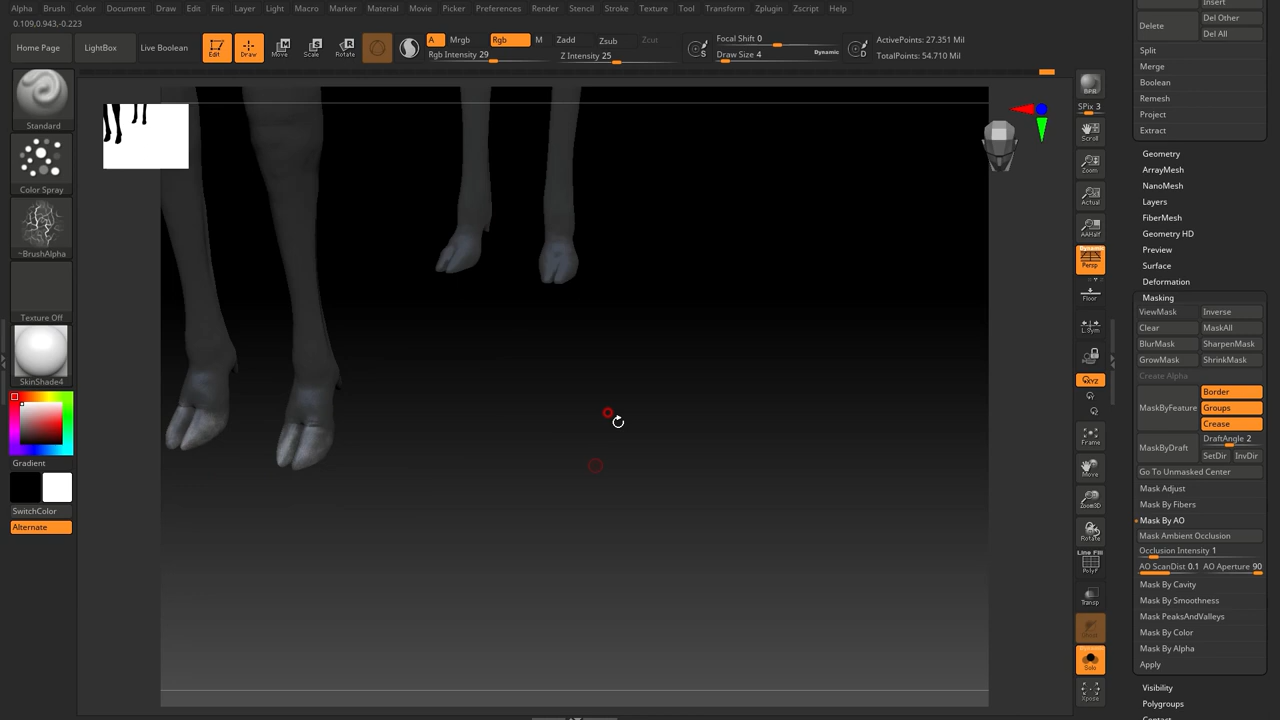 Alpha Brush Color Document Draw Edit File Layer Light Macro Marker Material Movie Picker Preferences Render Stencil Stroke Texture Tool Transform Zplugin Zscript Help
0.109,0.943,-0.223
Home Page LightBox Live Boolean Edit Draw Move Scale Rotate
A Mrgb Rgb M Zadd Zsub Zcut
Rgb Intensity 29 Z Intensity 25
S Focal Shift 0
Draw Size 4 Dynamic D
ActivePoints: 27.351 Mil
TotalPoints: 54.710 Mil
Standard
Color Spray
~BrushAlpha
Texture Off
SkinShade4
Gradient
SwitchColor
Alternate
BPR
SPix 3
Scroll
Zoom
Actual
AAHalf
Dynamic
Persp
Floor
L.Sym
XYZ
Frame
Move
Zoom3D
Rotate
Line Fill
PolyF
Transp
Ghost
Dynamic
Solo
Xpose
Insert
Delete Del Other
Del All
Split
Merge
Boolean
Remesh
Project
Extract
Geometry
ArrayMesh
NanoMesh
Layers
FiberMesh
Geometry HD
Preview
Surface
Deformation
Masking
ViewMask Inverse
Clear MaskAll
BlurMask SharpenMask
GrowMask ShrinkMask
Create Alpha
MaskByFeature Border
Groups
Crease
MaskByDraft DraftAngle 2
SetDir InvDir
Go To Unmasked Center
Mask Adjust
Mask By Fibers
Mask By AO
Mask Ambient Occlusion
Occlusion Intensity 1
AO ScanDist 0.1 AO Aperture 90
Mask By Cavity
Mask By Smoothness
Mask PeaksAndValleys
Mask By Color
Mask By Alpha
Apply
Visibility
Polygroups
Contact